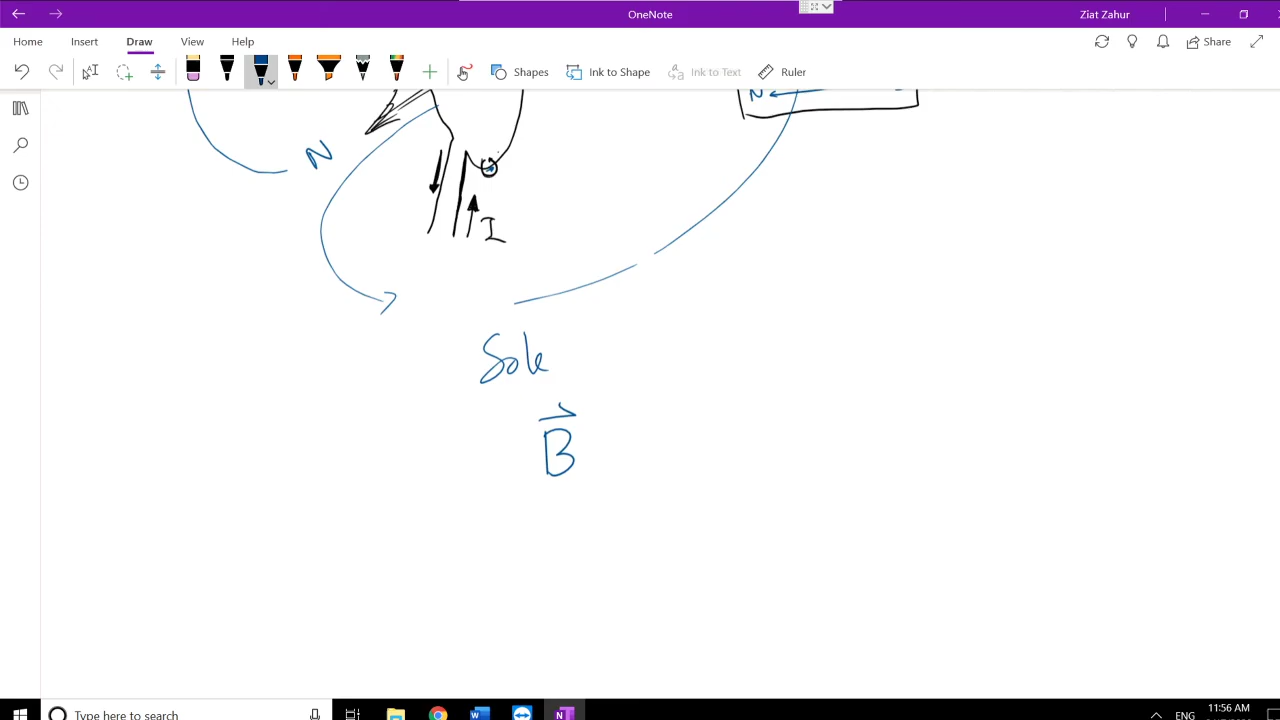 OneNote
Ziat Zahur
Home Insert Draw View Help
Share
Shapes Ink to Shape Ink to Text Ruler
N
N
I
Sole
B
Type here to search
ENG
11:56 AM